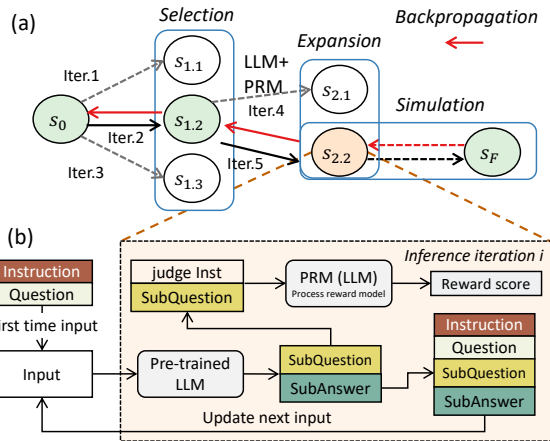 (a)
Selection
Backpropagation
Expansion
Simulation
Iter.1
Iter.2
Iter.3
LLM+
PRM
Iter.4
Iter.5
s0
s1.1
s1.2
s1.3
s2.1
s2.2
sF
(b)
Inference iteration i
Instruction
Question
irst time input
Input
judge Inst
SubQuestion
PRM (LLM)
Process reward model
Reward score
Pre-trained
LLM
SubQuestion
SubAnswer
Instruction
Question
SubQuestion
SubAnswer
Update next input